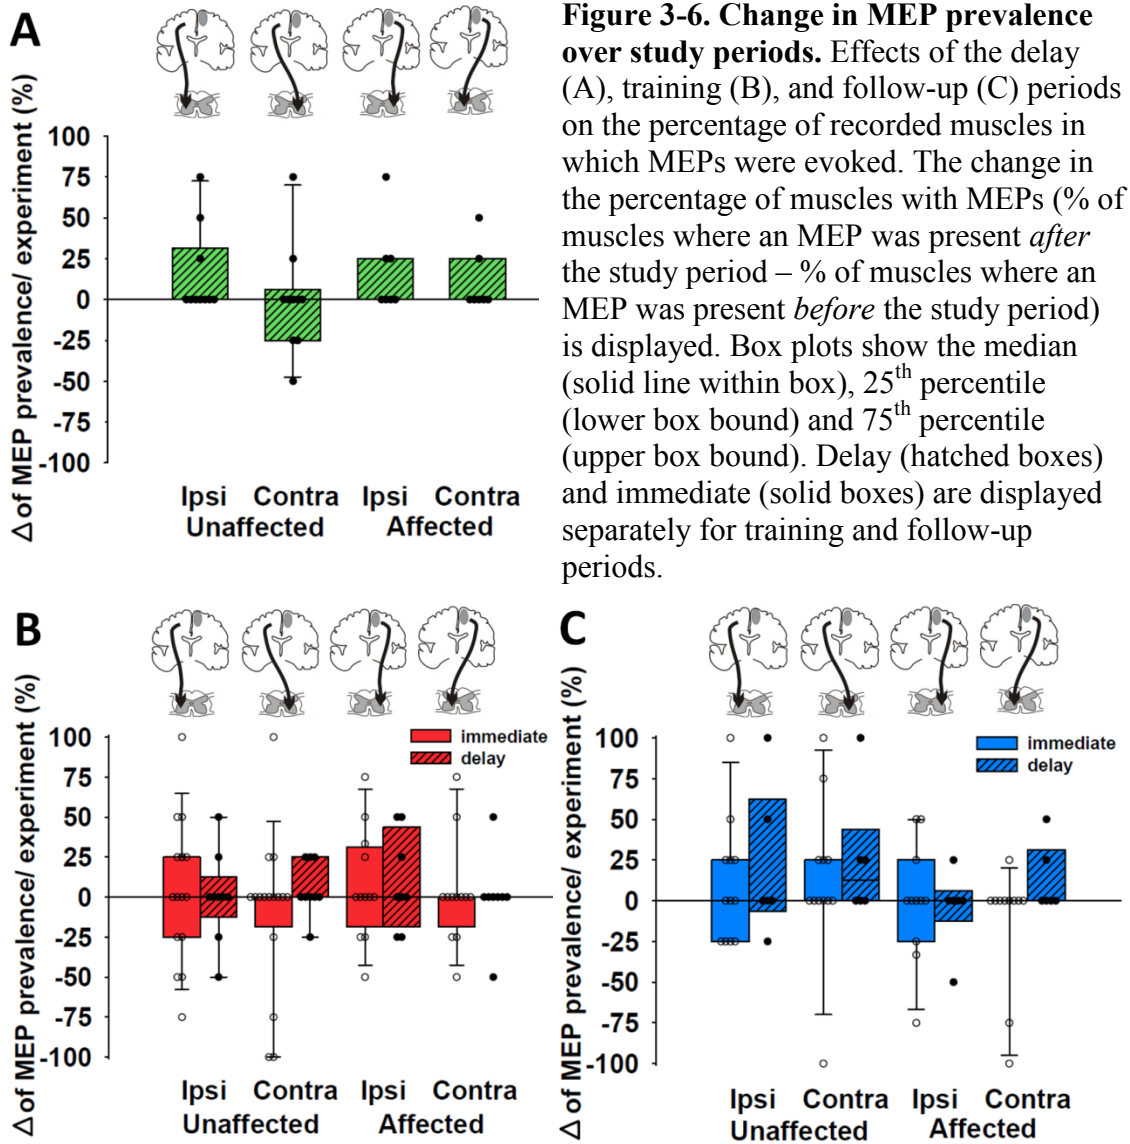 A
Δ of MEP prevalence/ experiment (%)
100
75
50
25
0
-25
-50
-75
-100
Ipsi Contra Ipsi Contra
Unaffected Affected
Figure 3-6. Change in MEP prevalence
over study periods. Effects of the delay
(A), training (B), and follow-up (C) periods
on the percentage of recorded muscles in
which MEPs were evoked. The change in
the percentage of muscles with MEPs (% of
muscles where an MEP was present after
the study period – % of muscles where an
MEP was present before the study period)
is displayed. Box plots show the median
(solid line within box), 25th percentile
(lower box bound) and 75th percentile
(upper box bound). Delay (hatched boxes)
and immediate (solid boxes) are displayed
separately for training and follow-up
periods.
B
Δ of MEP prevalence/ experiment (%)
100
75
50
25
0
-25
-50
-75
-100
immediate
delay
Ipsi Contra Ipsi Contra
Unaffected Affected
C
Δ of MEP prevalence/ experiment (%)
100
75
50
25
0
-25
-50
-75
-100
immediate
delay
Ipsi Contra Ipsi Contra
Unaffected Affected